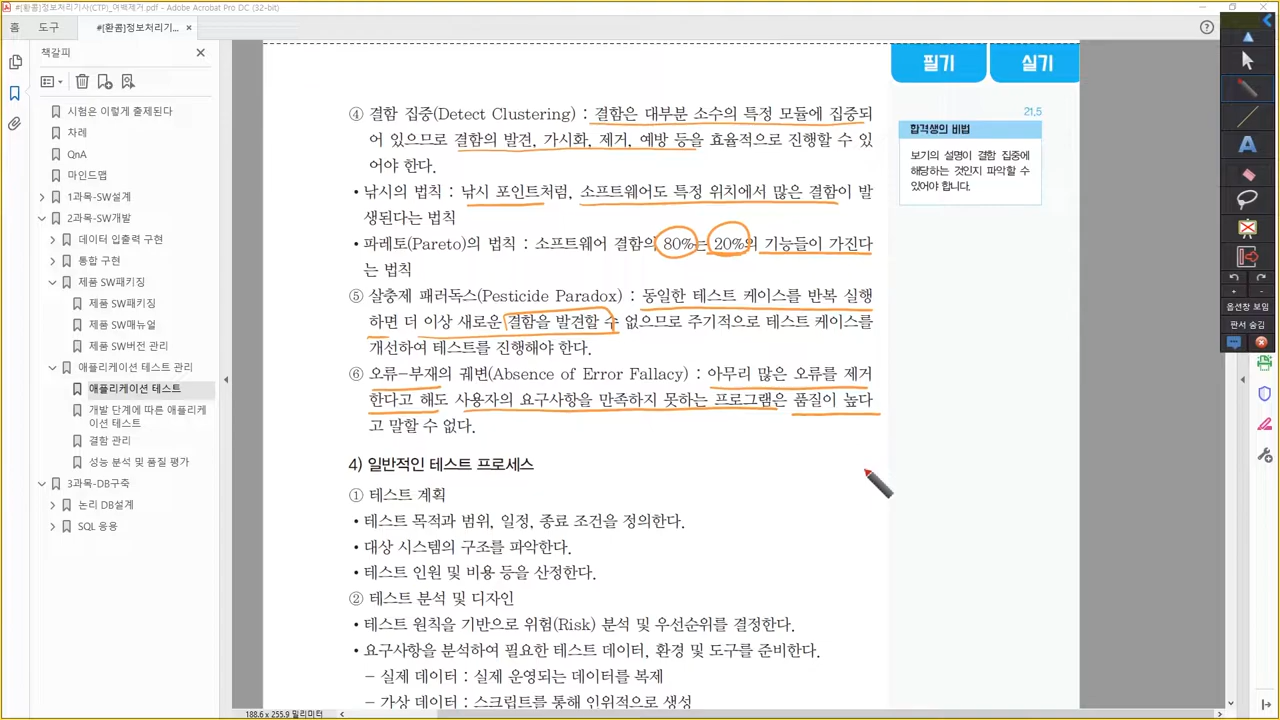 #[환콤]정보처리기사(CTP)_여백제거.pdf - Adobe Acrobat Pro DC (32-bit)
홈 도구 #[환콤]정보처리기... ×
책갈피
시험은 이렇게 출제된다
차례
QnA
마인드맵
1과목-SW설계
2과목-SW개발
데이터 입출력 구현
통합 구현
제품 SW패키징
제품 SW패키징
제품 SW매뉴얼
제품 SW버전 관리
애플리케이션 테스트 관리
애플리케이션 테스트
개발 단계에 따른 애플리케
이션 테스트
결함 관리
성능 분석 및 품질 평가
3과목-DB구축
논리 DB설계
SQL 응용
필기 실기
④ 결함 집중(Detect Clustering) : 결함은 대부분 소수의 특정 모듈에 집중되
어 있으므로 결함의 발견, 가시화, 제거, 예방 등을 효율적으로 진행할 수 있
어야 한다.
• 낚시의 법칙 : 낚시 포인트처럼, 소프트웨어도 특정 위치에서 많은 결함이 발
생된다는 법칙
• 파레토(Pareto)의 법칙 : 소프트웨어 결함의 80%는 20%의 기능들이 가진다
는 법칙
⑤ 살충제 패러독스(Pesticide Paradox) : 동일한 테스트 케이스를 반복 실행
하면 더 이상 새로운 결함을 발견할 수 없으므로 주기적으로 테스트 케이스를
개선하여 테스트를 진행해야 한다.
⑥ 오류-부재의 궤변(Absence of Error Fallacy) : 아무리 많은 오류를 제거
한다고 해도 사용자의 요구사항을 만족하지 못하는 프로그램은 품질이 높다
고 말할 수 없다.
4) 일반적인 테스트 프로세스
① 테스트 계획
• 테스트 목적과 범위, 일정, 종료 조건을 정의한다.
• 대상 시스템의 구조를 파악한다.
• 테스트 인원 및 비용 등을 산정한다.
② 테스트 분석 및 디자인
• 테스트 원칙을 기반으로 위험(Risk) 분석 및 우선순위를 결정한다.
• 요구사항을 분석하여 필요한 테스트 데이터, 환경 및 도구를 준비한다.
- 실제 데이터 : 실제 운영되는 데이터를 복제
- 가상 데이터 : 스크립트를 통해 인위적으로 생성
21.5
합격생의 비법
보기의 설명이 결함 집중에
해당하는 것인지 파악할 수
있어야 합니다.
옵션창 보임
판서 숨김
188.6 x 255.9 밀리미터